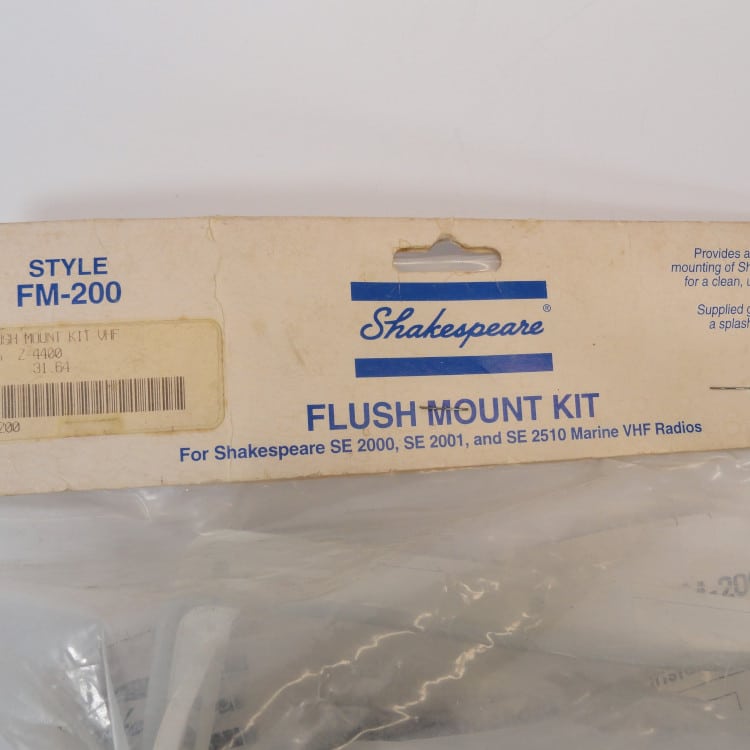 STYLE
FM-200
USH MOUNT KIT VHF
Z-4400
31.64
200
Shakespeare®
FLUSH MOUNT KIT
For Shakespeare SE 2000, SE 2001, and SE 2510 Marine VHF Radios
Provides a
mounting of Sh
for a clean, u
Supplied g
a splash